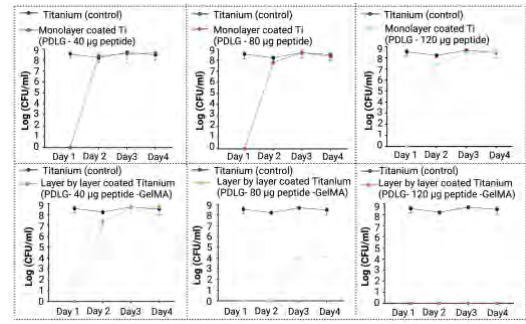 Titanium (control)
Monolayer coated Ti
(PDLG - 40 µg peptide)
9
8
7
6
5
4
3
2
1
0
Log (CFU/ml)
Day 1 Day 2 Day3 Day4
Titanium (control)
Monolayer coated Ti
(PDLG - 80 µg peptide)
9
8
7
6
5
4
3
2
1
0
Log (CFU/ml)
Day 1 Day 2 Day3 Day4
Titanium (control)
Monolayer coated Ti
(PDLG - 120 µg peptide)
9
8
7
6
5
4
3
2
1
0
Log (CFU/ml)
Day 1 Day 2 Day3 Day4
Titanium (control)
Layer by layer coated Titanium
(PDLG- 40 µg peptide -GelMA)
9
8
7
6
5
4
3
2
1
0
Log (CFU/ml)
Day 1 Day 2 Day3 Day4
Titanium (control)
Layer by layer coated Titanium
(PDLG- 80 µg peptide -GelMA)
9
8
7
6
5
4
3
2
1
0
Log (CFU/ml)
Day 1 Day 2 Day3 Day4
Titanium (control)
Layer by layer coated Titanium
(PDLG- 120 µg peptide -GelMA)
9
8
7
6
5
4
3
2
1
0
Log (CFU/ml)
Day 1 Day 2 Day3 Day4